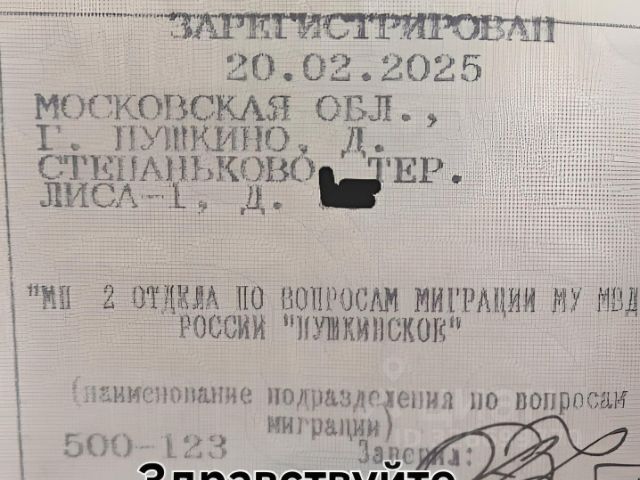 ЗАРЕГИСТРИРОВАН
20.02.2025
МОСКОВСКАЯ ОБЛ.,
Г. ПУШКИНО, Д.
СТЕПАНЬКОВО ТЕР.
ЛИСА-1, Д.
"МП 2 ОТДЕЛА ПО ВОПРОСАМ МИГРАЦИИ МУ МВД
РОССИИ "ПУШКИНСКОЕ"
(наименование подразделения по вопросам
миграции)
500-123 Заверил:
Здравствуйте